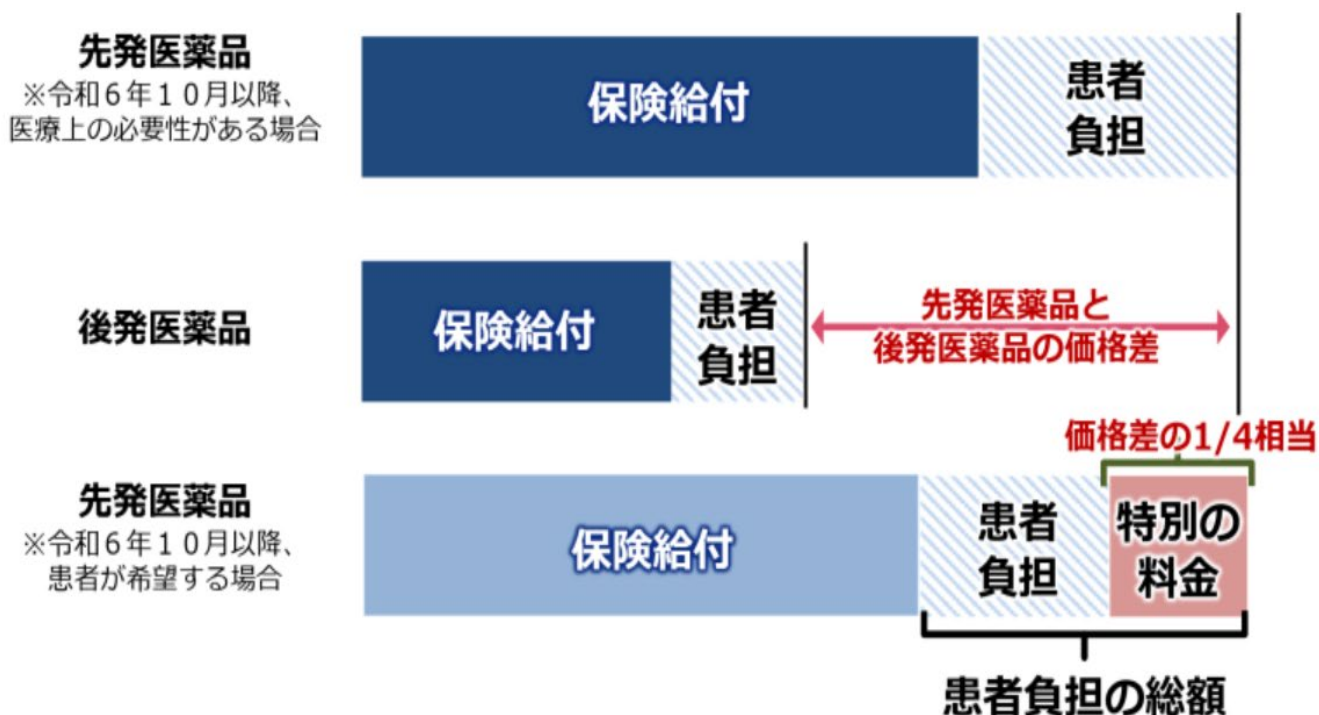 先発医薬品
※令和６年１０月以降、
医療上の必要性がある場合
保険給付
患者
負担
後発医薬品
保険給付
患者
負担
先発医薬品と
後発医薬品の価格差
価格差の1/4相当
先発医薬品
※令和６年１０月以降、
患者が希望する場合
保険給付
患者
負担
特別の
料金
患者負担の総額